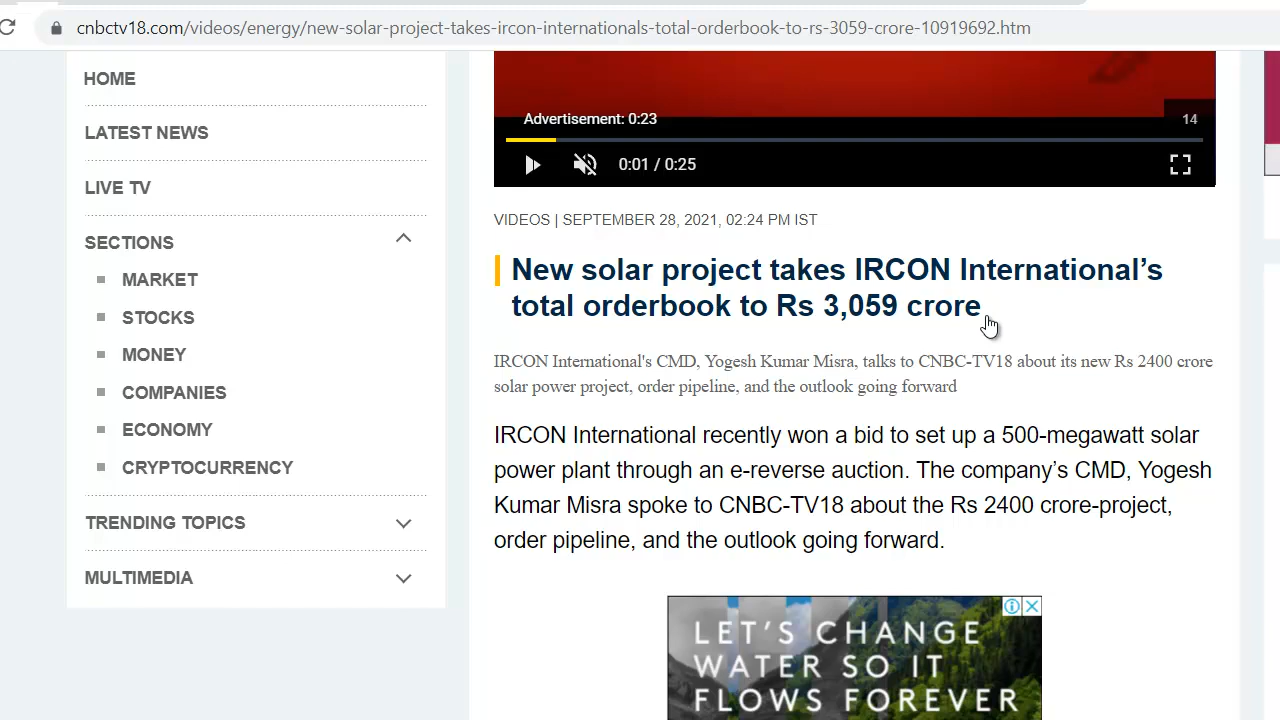 cnbctv18.com/videos/energy/new-solar-project-takes-ircon-internationals-total-orderbook-to-rs-3059-crore-10919692.htm
HOME
LATEST NEWS
LIVE TV
SECTIONS
MARKET
STOCKS
MONEY
COMPANIES
ECONOMY
CRYPTOCURRENCY
TRENDING TOPICS
MULTIMEDIA
Advertisement: 0:23
14
0:01 / 0:25
VIDEOS | SEPTEMBER 28, 2021, 02:24 PM IST
New solar project takes IRCON International’s
total orderbook to Rs 3,059 crore
IRCON International's CMD, Yogesh Kumar Misra, talks to CNBC-TV18 about its new Rs 2400 crore
solar power project, order pipeline, and the outlook going forward
IRCON International recently won a bid to set up a 500-megawatt solar
power plant through an e-reverse auction. The company’s CMD, Yogesh
Kumar Misra spoke to CNBC-TV18 about the Rs 2400 crore-project,
order pipeline, and the outlook going forward.
LET'S CHANGE
WATER SO IT
FLOWS FOREVER